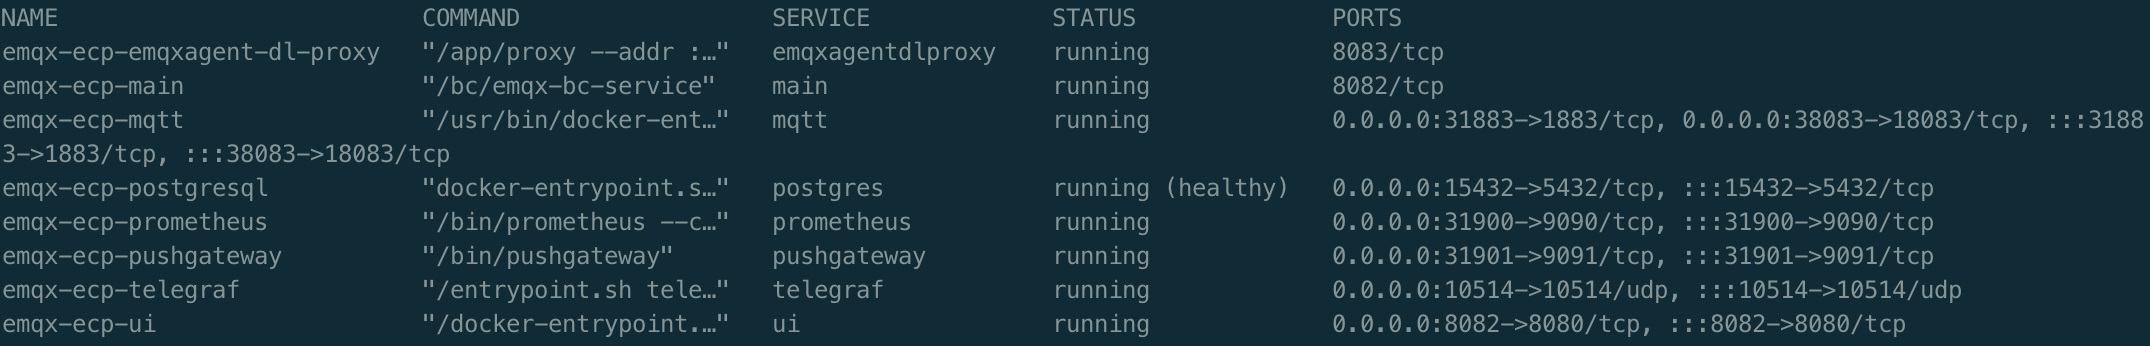 NAME COMMAND SERVICE STATUS PORTS
emqx-ecp-emqxagent-dl-proxy "/app/proxy --addr :…" emqxagentdlproxy running 8083/tcp
emqx-ecp-main "/bc/emqx-bc-service" main running 8082/tcp
emqx-ecp-mqtt "/usr/bin/docker-ent…" mqtt running 0.0.0.0:31883->1883/tcp, 0.0.0.0:38083->18083/tcp, :::3188
3->1883/tcp, :::38083->18083/tcp
emqx-ecp-postgresql "docker-entrypoint.s…" postgres running (healthy) 0.0.0.0:15432->5432/tcp, :::15432->5432/tcp
emqx-ecp-prometheus "/bin/prometheus --c…" prometheus running 0.0.0.0:31900->9090/tcp, :::31900->9090/tcp
emqx-ecp-pushgateway "/bin/pushgateway" pushgateway running 0.0.0.0:31901->9091/tcp, :::31901->9091/tcp
emqx-ecp-telegraf "/entrypoint.sh tele…" telegraf running 0.0.0.0:10514->10514/udp, :::10514->10514/udp
emqx-ecp-ui "/docker-entrypoint.…" ui running 0.0.0.0:8082->8080/tcp, :::8082->8080/tcp